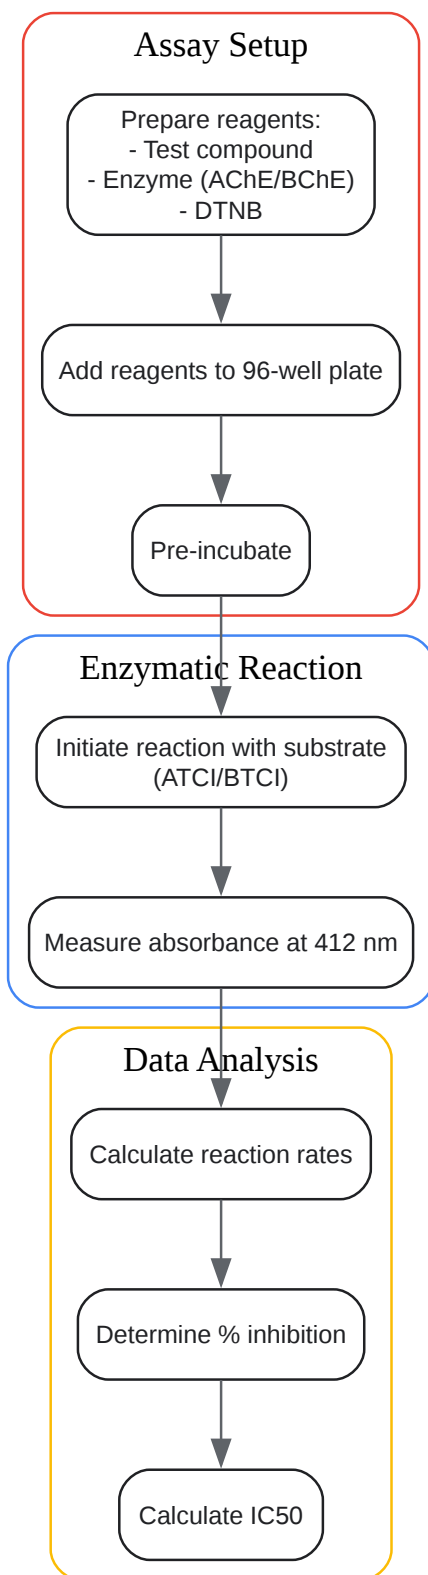 Assay Setup
Prepare reagents:
- Test compound
- Enzyme (AChE/BChE)
- DTNB
Add reagents to 96-well plate
Pre-incubate
Enzymatic Reaction
Initiate reaction with substrate
(ATCI/BTCI)
Measure absorbance at 412 nm
Data Analysis
Calculate reaction rates
Determine % inhibition
Calculate IC50